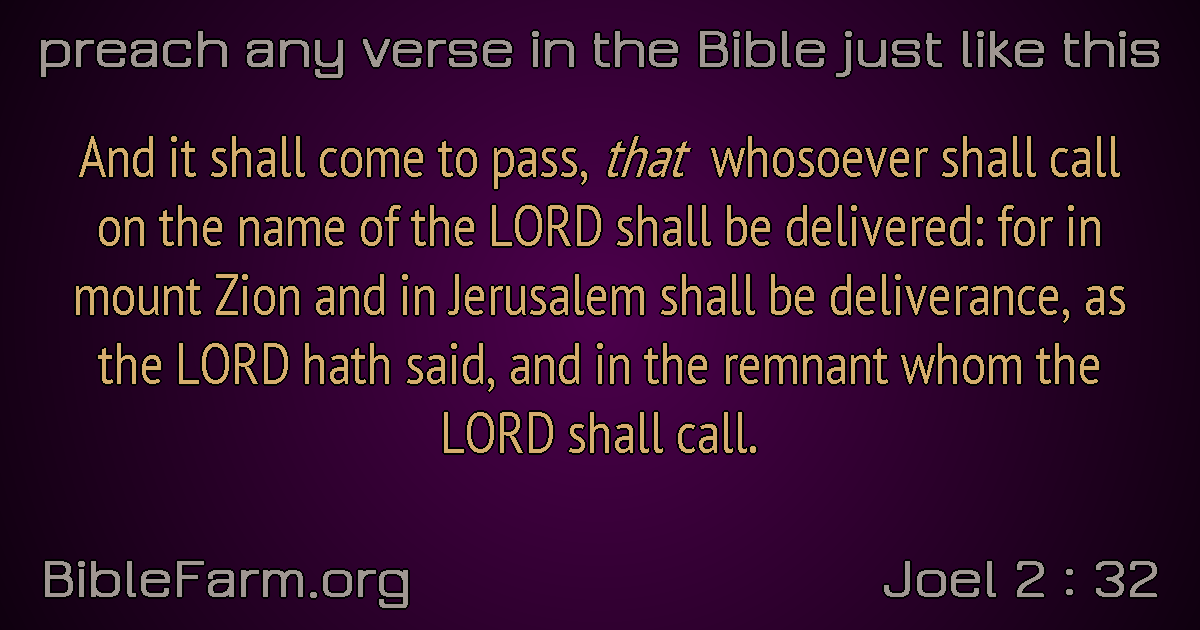 preach any verse in the Bible just like this
And it shall come to pass, that whosoever shall call
on the name of the LORD shall be delivered: for in
mount Zion and in Jerusalem shall be deliverance, as
the LORD hath said, and in the remnant whom the
LORD shall call.
BibleFarm.org
Joel 2 : 32